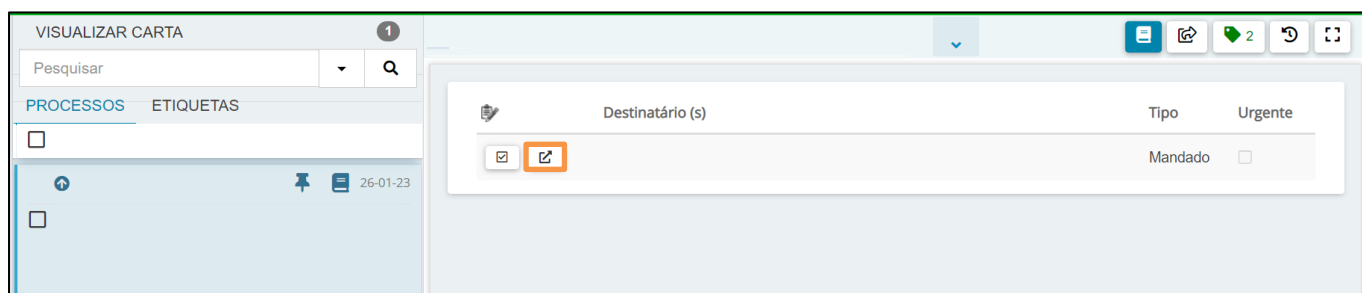 VISUALIZAR CARTA 1
Pesquisar
PROCESSOS ETIQUETAS
26-01-23
2
Destinatário (s) Tipo Urgente
Mandado